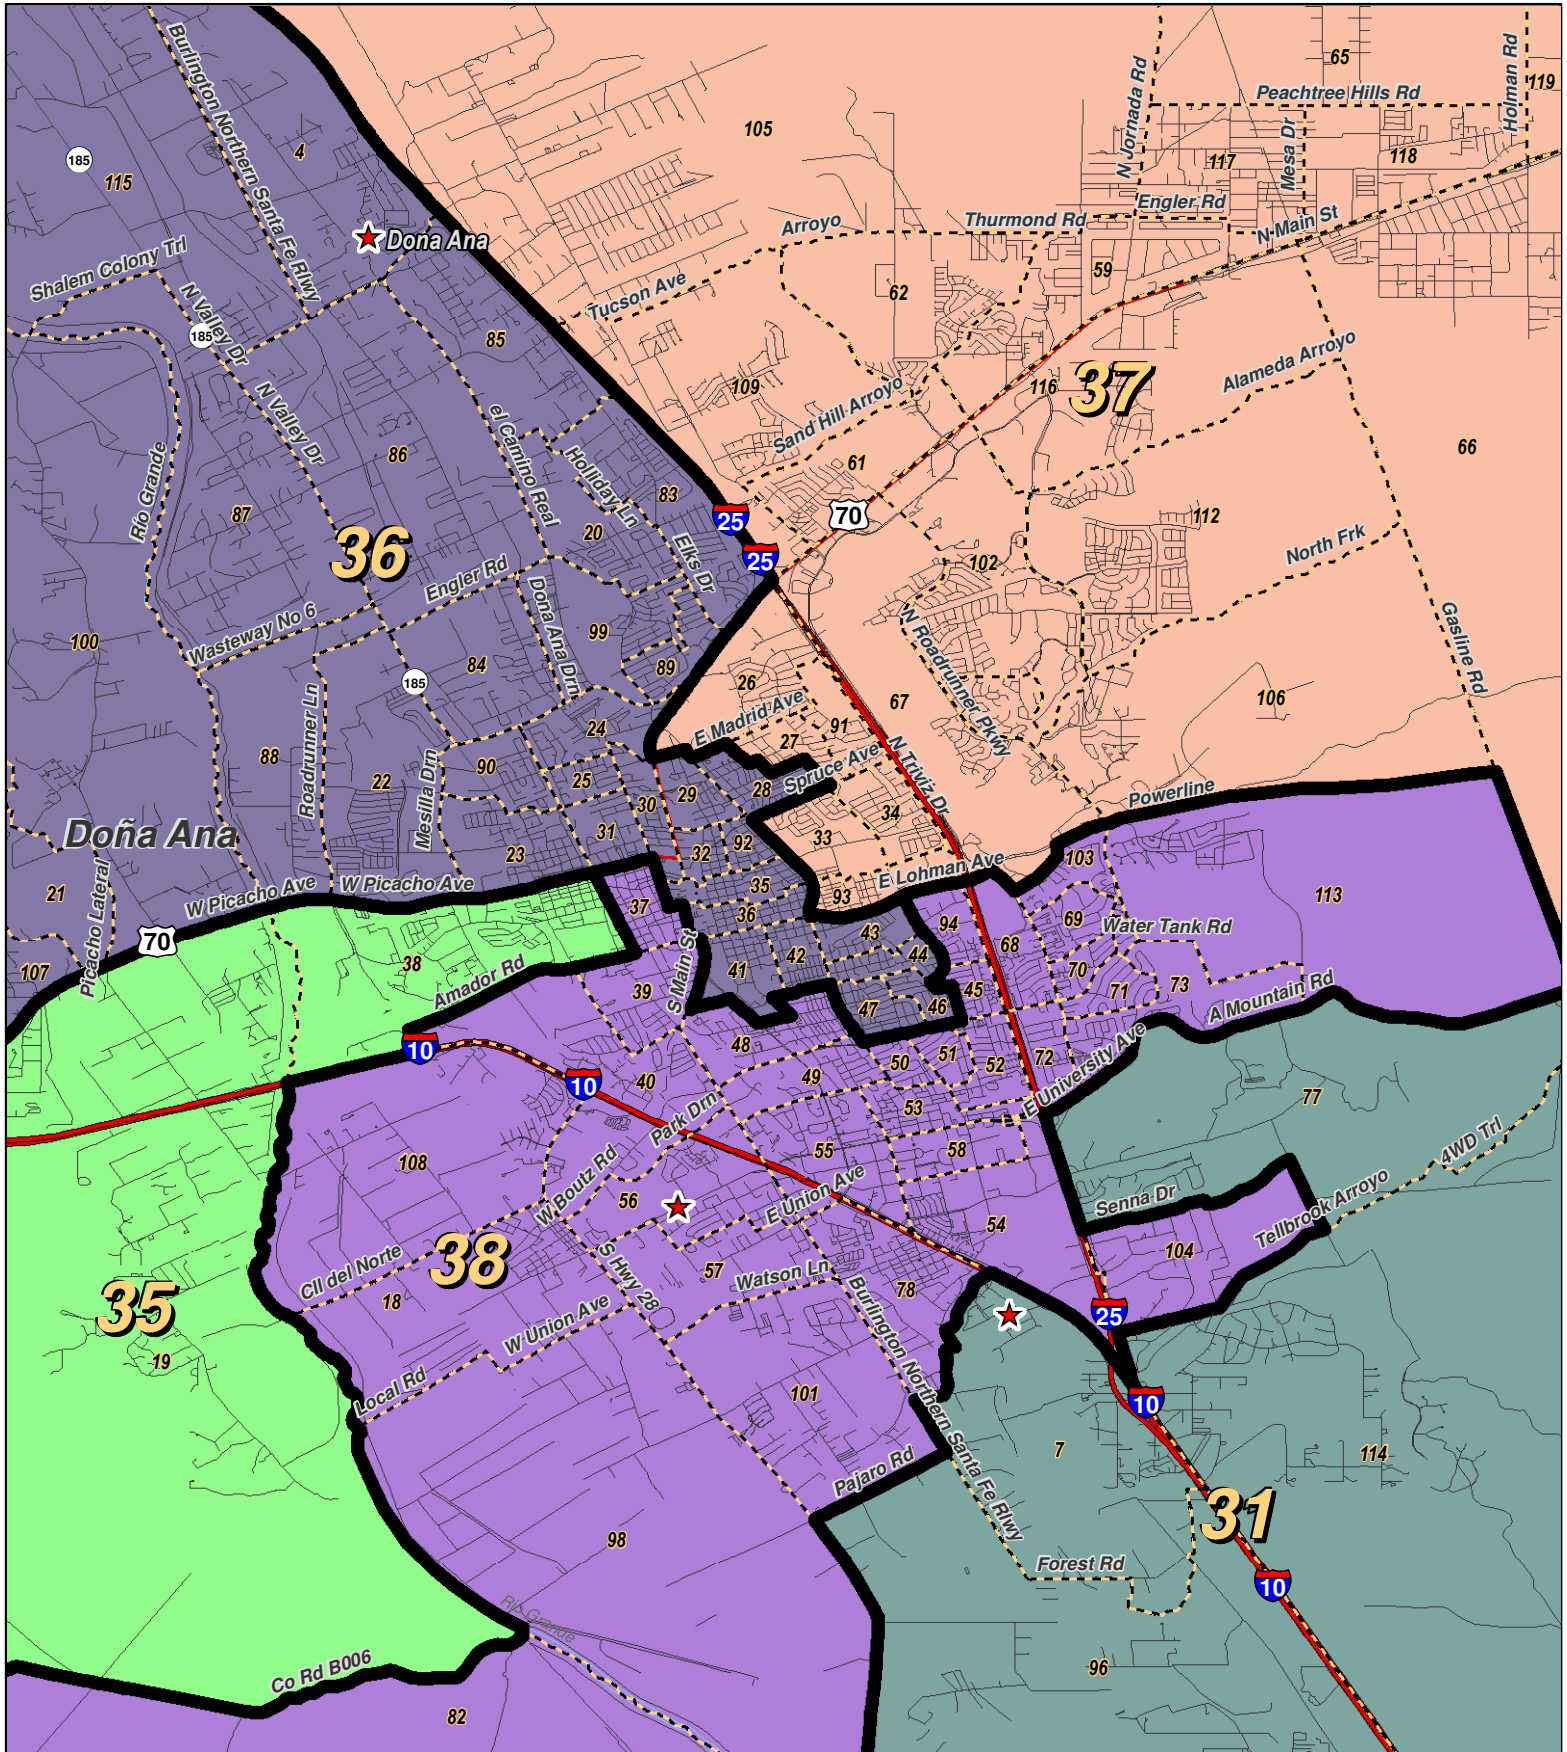 65
119
Burlington Northern Santa Fe Rlwy
Peachtree Hills Rd
Holman Rd
N Jornada Rd
105
4
185
115
117
Mesa Dr
118
Engler Rd
Doña Ana
Arroyo
Thurmond Rd
N Main St
Shalem Colony Trl
59
Tucson Ave
62
N Valley Dr
185
85
Alameda Arroyo
37
116
109
Sand Hill Arroyo
N Valley Dr
el Camino Real
86
66
61
Holliday Ln
Rio Grande
83
87
25
70
112
20
36
25
Elks Dr
North Frk
102
Engler Rd
Doña Ana Drn
Wasteway No 6
99
100
N Roadrunner Pkwy
Gasline Rd
84
89
185
26
67
106
E Madrid Ave
91
24
27
Roadrunner Ln
88
90
Mesilla Drn
22
25
Spruce Ave
N Triviz Dr
29
28
30
Powerline
34
Doña Ana
31
33
92
32
23
103
E Lohman Ave
W Picacho Ave
W Picacho Ave
35
93
21
Picacho Lateral
113
37
36
69
94
Water Tank Rd
43
70
68
42
44
38
107
41
70
Amador Rd
39
S Main St
73
71
45
A Mountain Rd
46
47
10
48
51
72
50
52
E University Ave
49
10
40
77
53
Park Drn
4WD Trl
55
58
108
W Boutz Rd
56
E Union Ave
Senna Dr
Tellbrook Arroyo
54
38
Cll del Norte
S Hwy 28
104
57
Watson Ln
Burlington Northern Santa Fe Rlwy
78
18
35
25
W Union Ave
19
Local Rd
101
10
7
114
Pajaro Rd
31
98
Forest Rd
10
Rio Grande
Co Rd B006
96
82